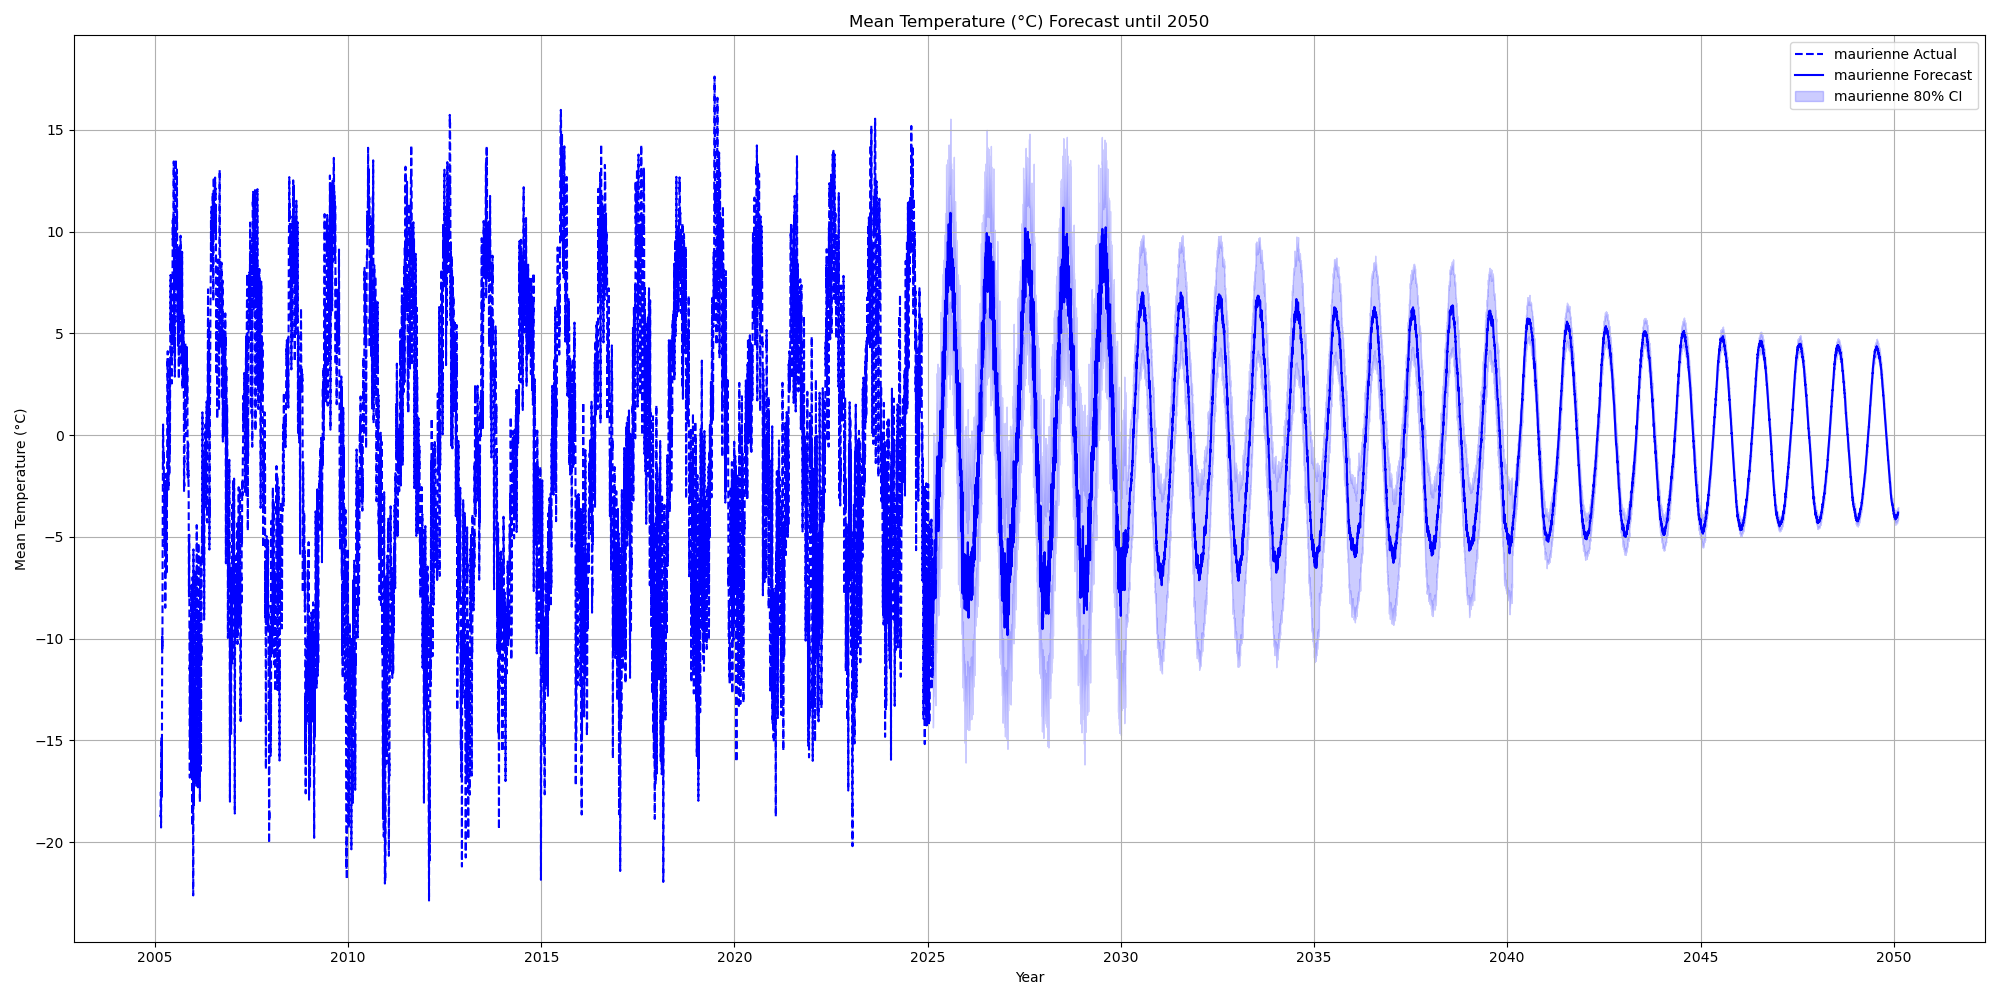 Mean Temperature (°C) Forecast until 2050
maurienne Actual
maurienne Forecast
maurienne 80% CI
Mean Temperature (°C)
15
10
5
0
−5
−10
−15
−20
2005 2010 2015 2020 2025 2030 2035 2040 2045 2050
Year